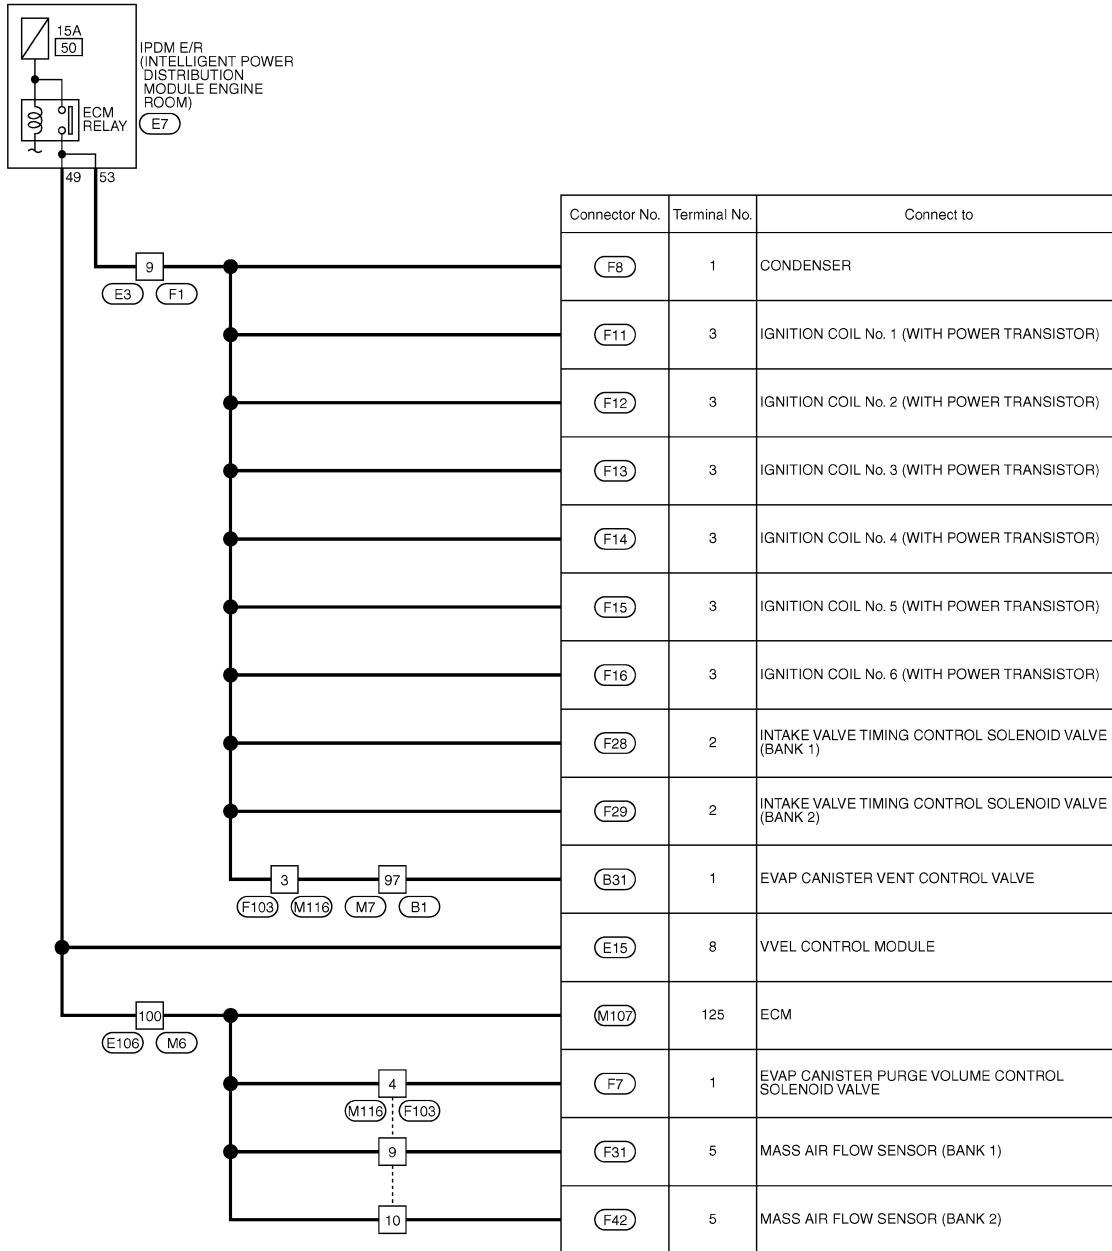 15A
50
IPDM E/R
(INTELLIGENT POWER
DISTRIBUTION
MODULE ENGINE
ROOM)
E7
ECM
RELAY
49 53
Connector No. Terminal No. Connect to
9
E3 F1
F8 1 CONDENSER
F11 3 IGNITION COIL No. 1 (WITH POWER TRANSISTOR)
F12 3 IGNITION COIL No. 2 (WITH POWER TRANSISTOR)
F13 3 IGNITION COIL No. 3 (WITH POWER TRANSISTOR)
F14 3 IGNITION COIL No. 4 (WITH POWER TRANSISTOR)
F15 3 IGNITION COIL No. 5 (WITH POWER TRANSISTOR)
F16 3 IGNITION COIL No. 6 (WITH POWER TRANSISTOR)
F28 2 INTAKE VALVE TIMING CONTROL SOLENOID VALVE
(BANK 1)
F29 2 INTAKE VALVE TIMING CONTROL SOLENOID VALVE
(BANK 2)
3 97 B31 1 EVAP CANISTER VENT CONTROL VALVE
F103 M116 M7 B1
E15 8 VVEL CONTROL MODULE
100 M107 125 ECM
E106 M6
4 F7 1 EVAP CANISTER PURGE VOLUME CONTROL
SOLENOID VALVE
M116 F103
9 F31 5 MASS AIR FLOW SENSOR (BANK 1)
10 F42 5 MASS AIR FLOW SENSOR (BANK 2)